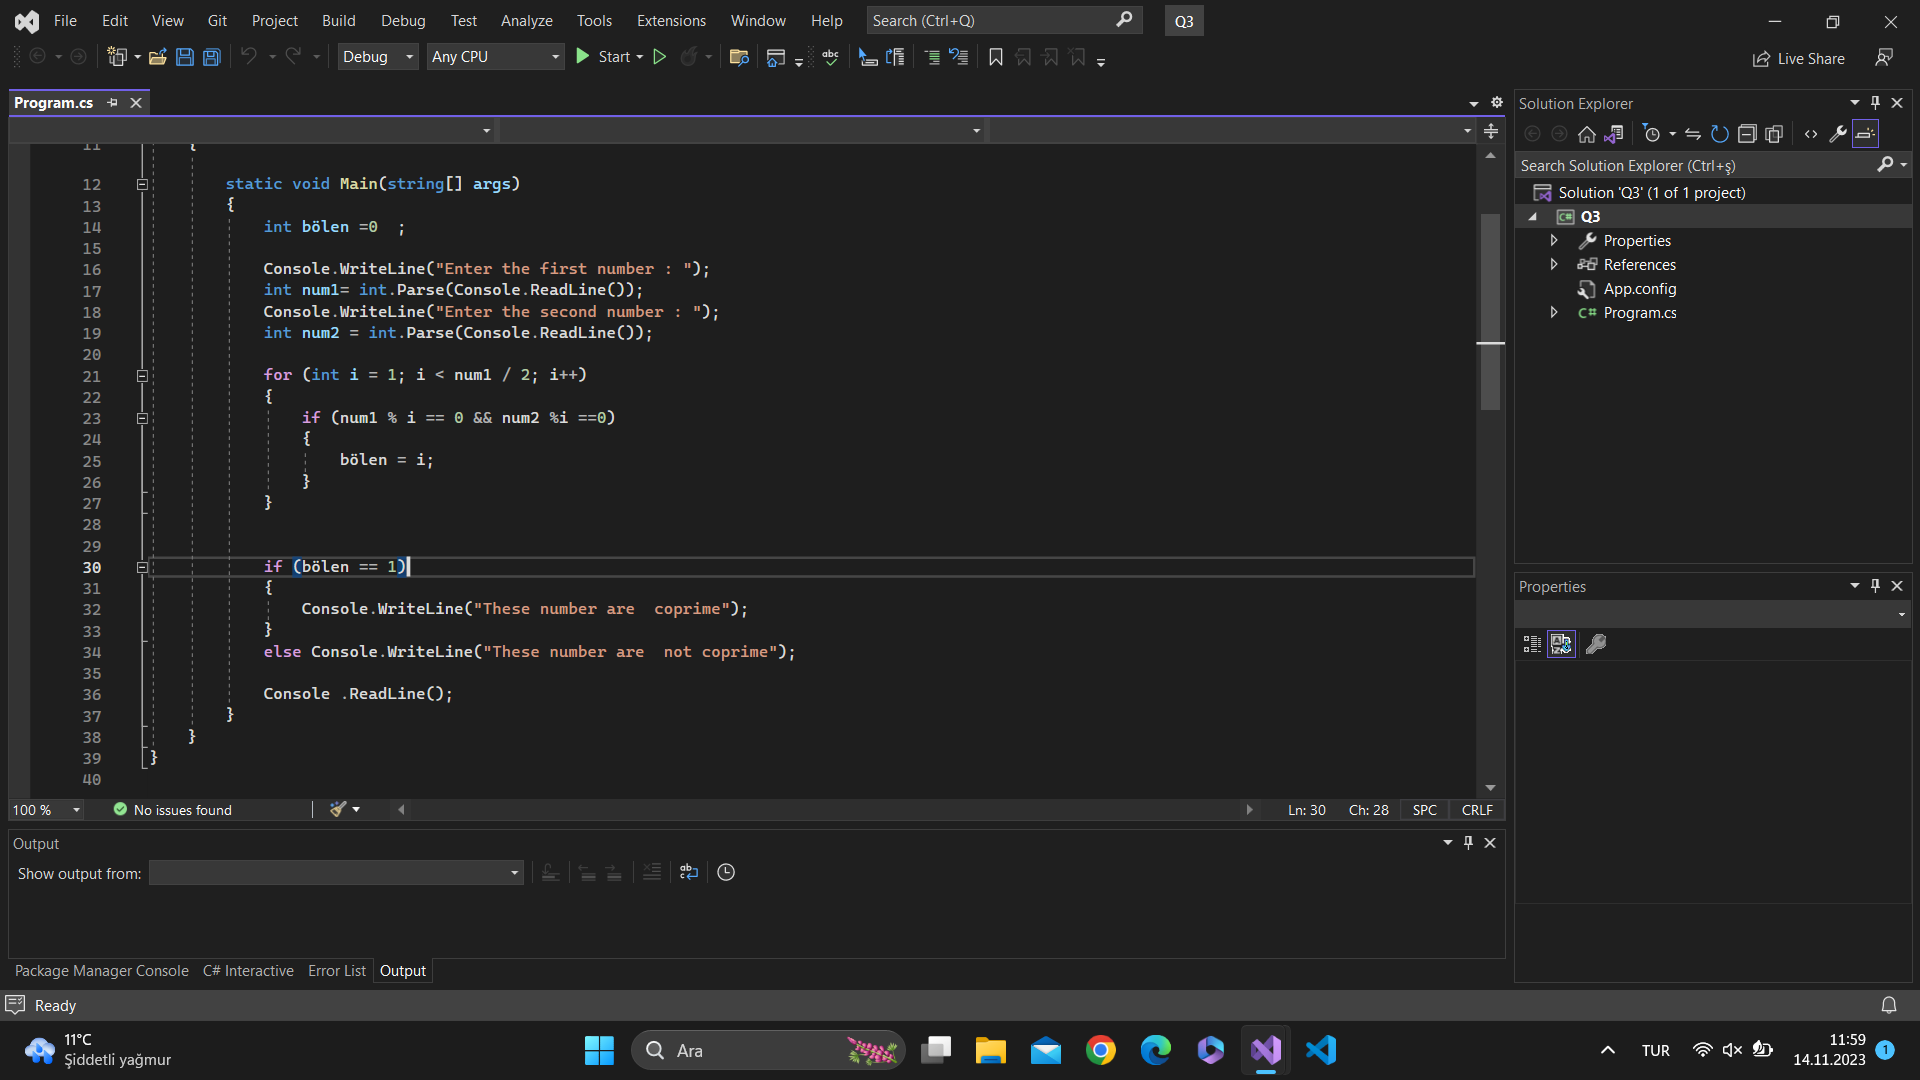 File Edit View Git Project Build Debug Test Analyze Tools Extensions Window Help Search (Ctrl+Q) Q3
Debug Any CPU Start abc Live Share
Program.cs
11 {
12 static void Main(string[] args)
13 {
14 int bölen =0  ;
15
16 Console.WriteLine("Enter the first number : ");
17 int num1= int.Parse(Console.ReadLine());
18 Console.WriteLine("Enter the second number : ");
19 int num2 = int.Parse(Console.ReadLine());
20
21 for (int i = 1; i < num1 / 2; i++)
22 {
23 if (num1 % i == 0 && num2 %i ==0)
24 {
25 bölen = i;
26 }
27 }
28
29
30 if (bölen == 1)
31 {
32 Console.WriteLine("These number are  coprime");
33 }
34 else Console.WriteLine("These number are  not coprime");
35
36 Console .ReadLine();
37 }
38 }
39 }
40
100 % No issues found Ln: 30 Ch: 28 SPC CRLF
Output
Show output from:
Package Manager Console C# Interactive Error List Output
Solution Explorer
Search Solution Explorer (Ctrl+ş)
Solution 'Q3' (1 of 1 project)
C# Q3
Properties
References
App.config
C# Program.cs
Properties
Ready
11°C
Şiddetli yağmur
Ara
TUR
11:59
14.11.2023
1